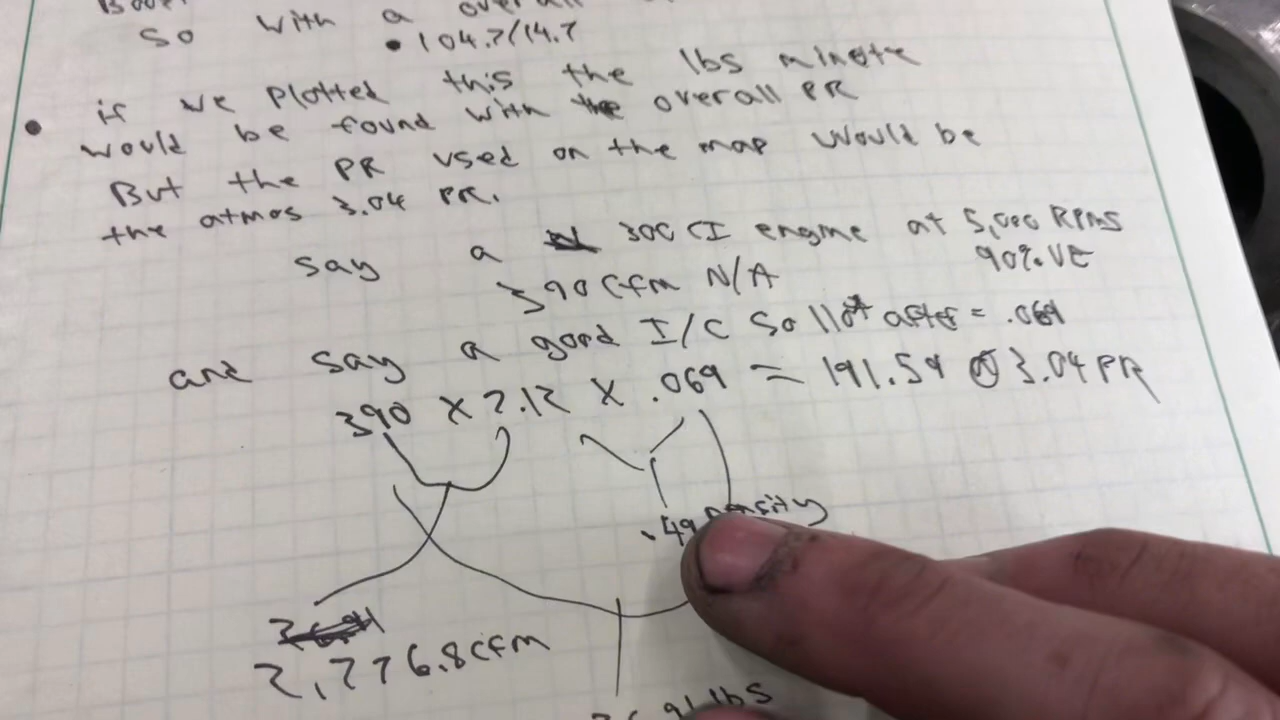 So with a overall
• 104.7/14.7
• if we plotted this the lbs minute
would be found with the overall PR
But the PR used on the map would be
the atmos 3.04 PR.
say a 300 CI engine at 5,000 RPMS
390 cfm N/A 90% VE
and say a good I/C so 110° after = .069
390 x 7.12 x .069 = 191.59 @ 3.04 PR
.49 density
2,776.8 cfm
lbs